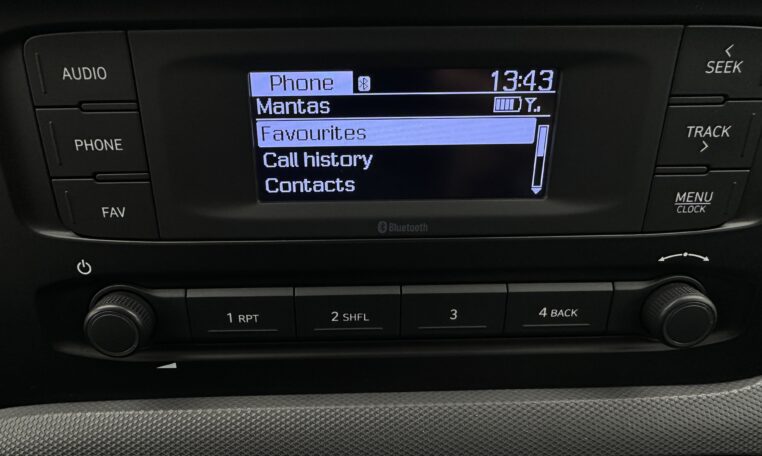 AUDIO
PHONE
FAV
Phone 13:43
Mantas
Favourites
Call history
Contacts
Bluetooth
< SEEK
TRACK >
MENU
CLOCK
1 RPT
2 SHFL
3
4 BACK